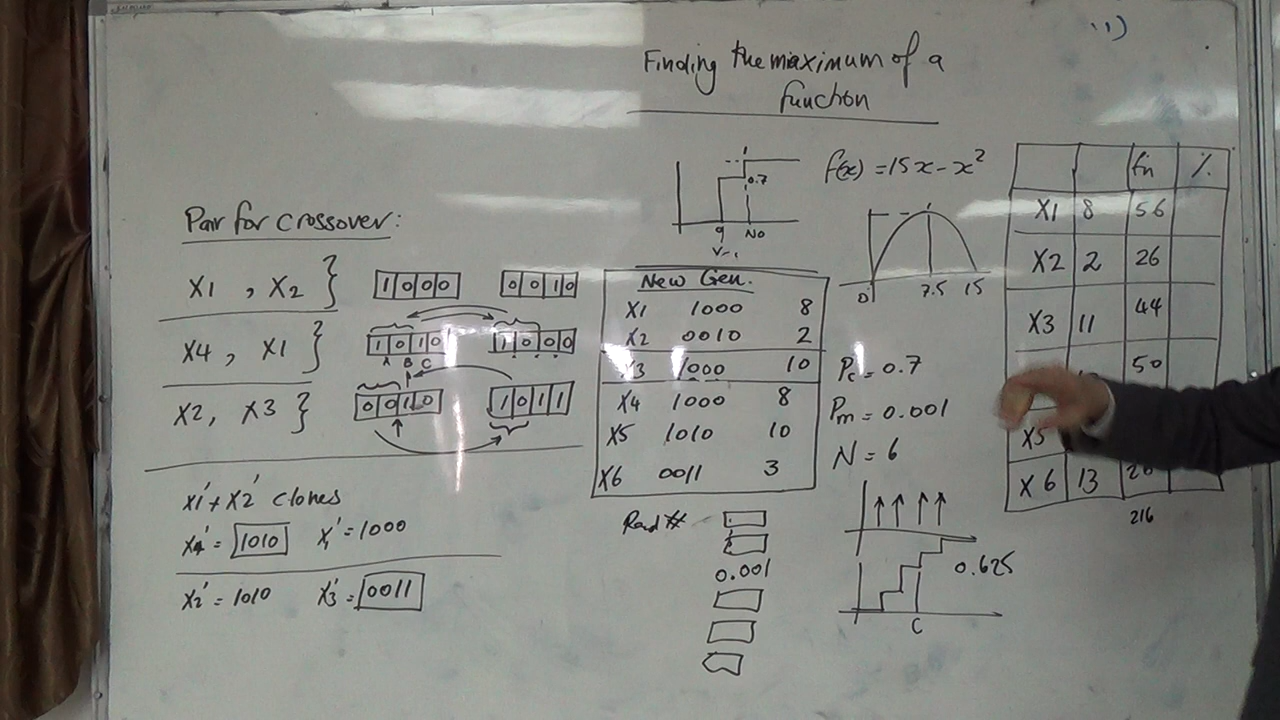 Finding the maximum of a
function
Pair for crossover:
X1 , X2 }
1 0 0 0
0 0 1 0
X4 , X1 }
1 0 1 0
1 0 0 0
A B C
X2, X3 }
0 0 1 0
1 0 1 1
X1' + X2' clones
1010
X1' = 1000
X2' = 1010
X3' = 0011
0.7
9
No
f(x) = 15x - x²
0
7.5
15
New Gen.
X1 1000 8
X2 0010 2
X3 1000 10
X4 1000 8
X5 1010 10
X6 0011 3
Pc = 0.7
Pm = 0.001
N = 6
Rand #
0.001
0.625
C
fn %
X1 8 56
X2 2 26
X3 11 44
50
X5
X6 13 26
216